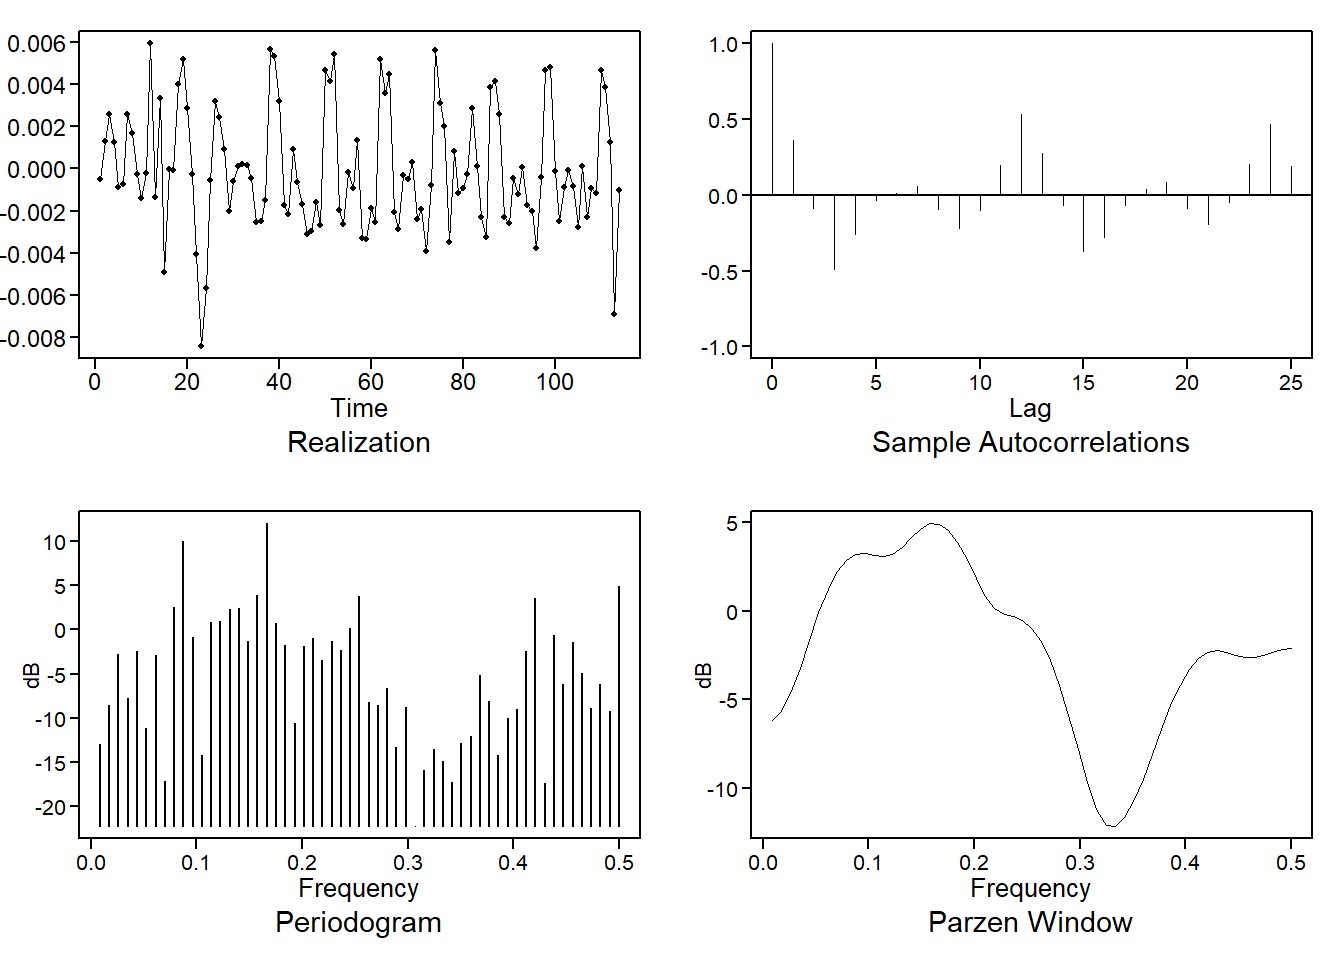 0.006
0.004
0.002
0.000
-0.002
-0.004
-0.006
-0.008
0 20 40 60 80 100
Time
Realization
1.0
0.5
0.0
-0.5
-1.0
0 5 10 15 20 25
Lag
Sample Autocorrelations
10
5
0
-5
-10
-15
-20
dB
0.0 0.1 0.2 0.3 0.4 0.5
Frequency
Periodogram
5
0
-5
-10
dB
0.0 0.1 0.2 0.3 0.4 0.5
Frequency
Parzen Window